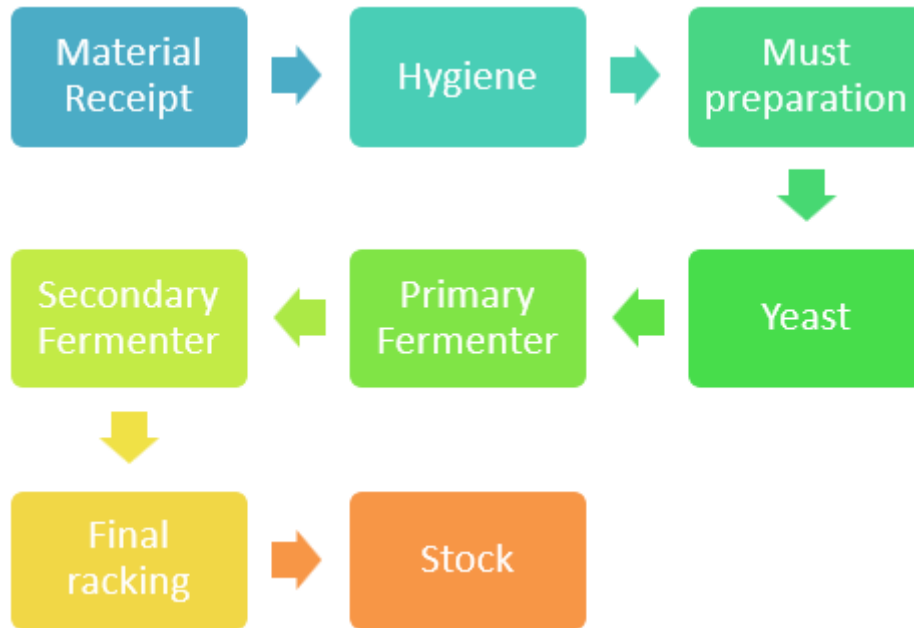 Material
Receipt
Hygiene
Must
preparation
Yeast
Primary
Fermenter
Secondary
Fermenter
Final
racking
Stock